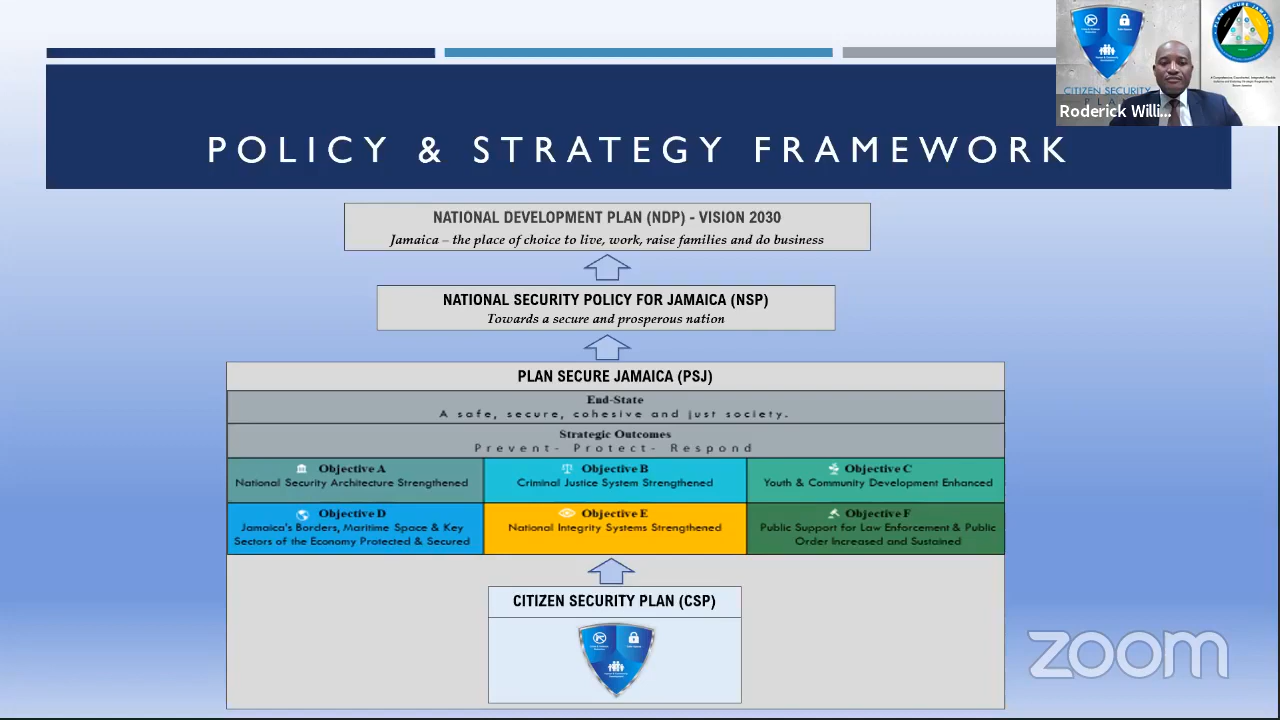 POLICY & STRATEGY FRAMEWORK
CITIZEN SECURITY
PLAN SECURE JAMAICA
Roderick Willi...
NATIONAL DEVELOPMENT PLAN (NDP) - VISION 2030
Jamaica – the place of choice to live, work, raise families and do business
NATIONAL SECURITY POLICY FOR JAMAICA (NSP)
Towards a secure and prosperous nation
PLAN SECURE JAMAICA (PSJ)
End-State
A safe, secure, cohesive and just society.
Strategic Outcomes
Prevent- Protect- Respond
Objective A
National Security Architecture Strengthened
Objective B
Criminal Justice System Strengthened
Objective C
Youth & Community Development Enhanced
Objective D
Jamaica's Borders, Maritime Space & Key
Sectors of the Economy Protected & Secured
Objective E
National Integrity Systems Strengthened
Objective F
Public Support for Law Enforcement & Public
Order Increased and Sustained
CITIZEN SECURITY PLAN (CSP)
zoom